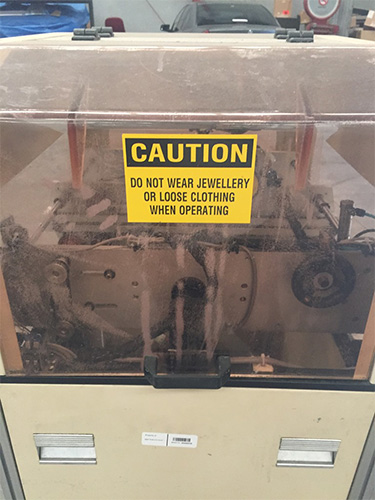 CAUTION
DO NOT WEAR JEWELLERY
OR LOOSE CLOTHING
WHEN OPERATING